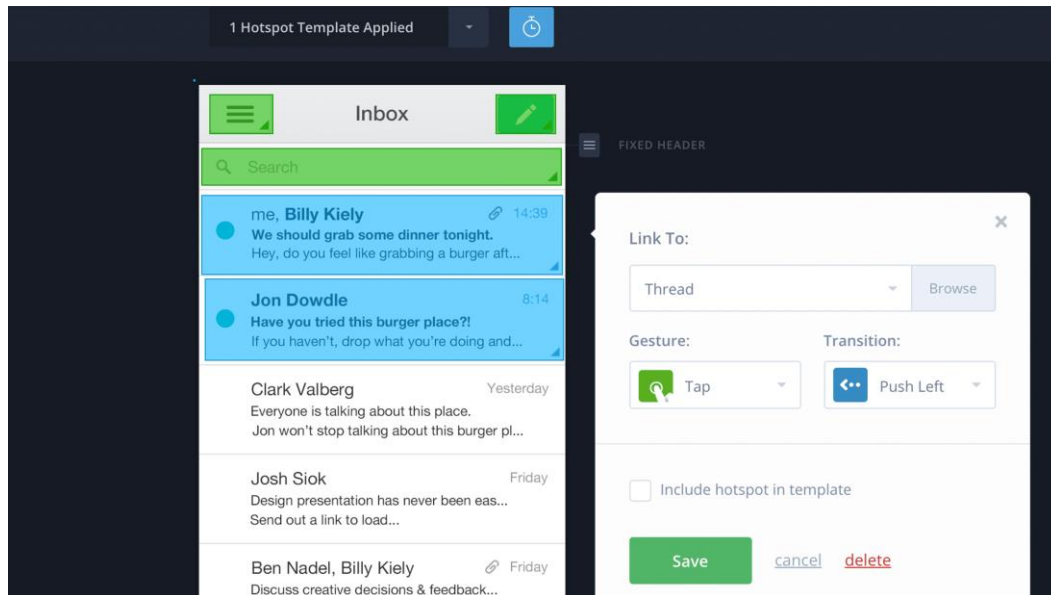 1 Hotspot Template Applied
Inbox
FIXED HEADER
Search
me, Billy Kiely 14:39
We should grab some dinner tonight.
Hey, do you feel like grabbing a burger aft...
Jon Dowdle 8:14
Have you tried this burger place?!
If you haven't, drop what you're doing and...
Clark Valberg Yesterday
Everyone is talking about this place.
Jon won't stop talking about this burger pl...
Josh Siok Friday
Design presentation has never been eas...
Send out a link to load...
Ben Nadel, Billy Kiely Friday
Discuss creative decisions & feedback...
Link To:
Thread Browse
Gesture: Transition:
Tap Push Left
Include hotspot in template
Save cancel delete